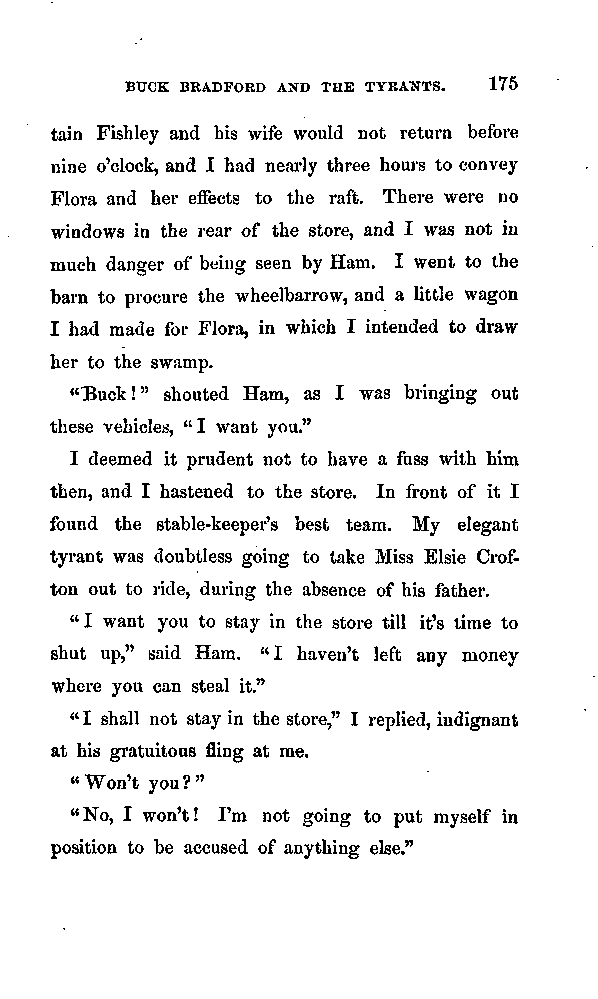 BUCK BRADFORD AND THE TYRANTS. 175
tain Fishley and his wife would not return before
nine o'clock, and I had nearly three hours to convey
Flora and her effects to the raft. There were no
windows in the rear of the store, and I was not in
much danger of being seen by Ham. I went to the
barn to procure the wheelbarrow, and a little wagon
I had made for Flora, in which I intended to draw
her to the swamp.
"Buck!" shouted Ham, as I was bringing out
these vehicles, "I want you."
I deemed it prudent not to have a fuss with him
then, and I hastened to the store. In front of it I
found the stable-keeper's best team. My elegant
tyrant was doubtless going to take Miss Elsie Crof-
ton out to ride, during the absence of his father.
"I want you to stay in the store till it's time to
shut up," said Ham. "I haven't left any money
where you can steal it."
"I shall not stay in the store," I replied, indignant
at his gratuitous fling at me.
"Won't you?"
"No, I won't! I'm not going to put myself in
position to be accused of anything else."